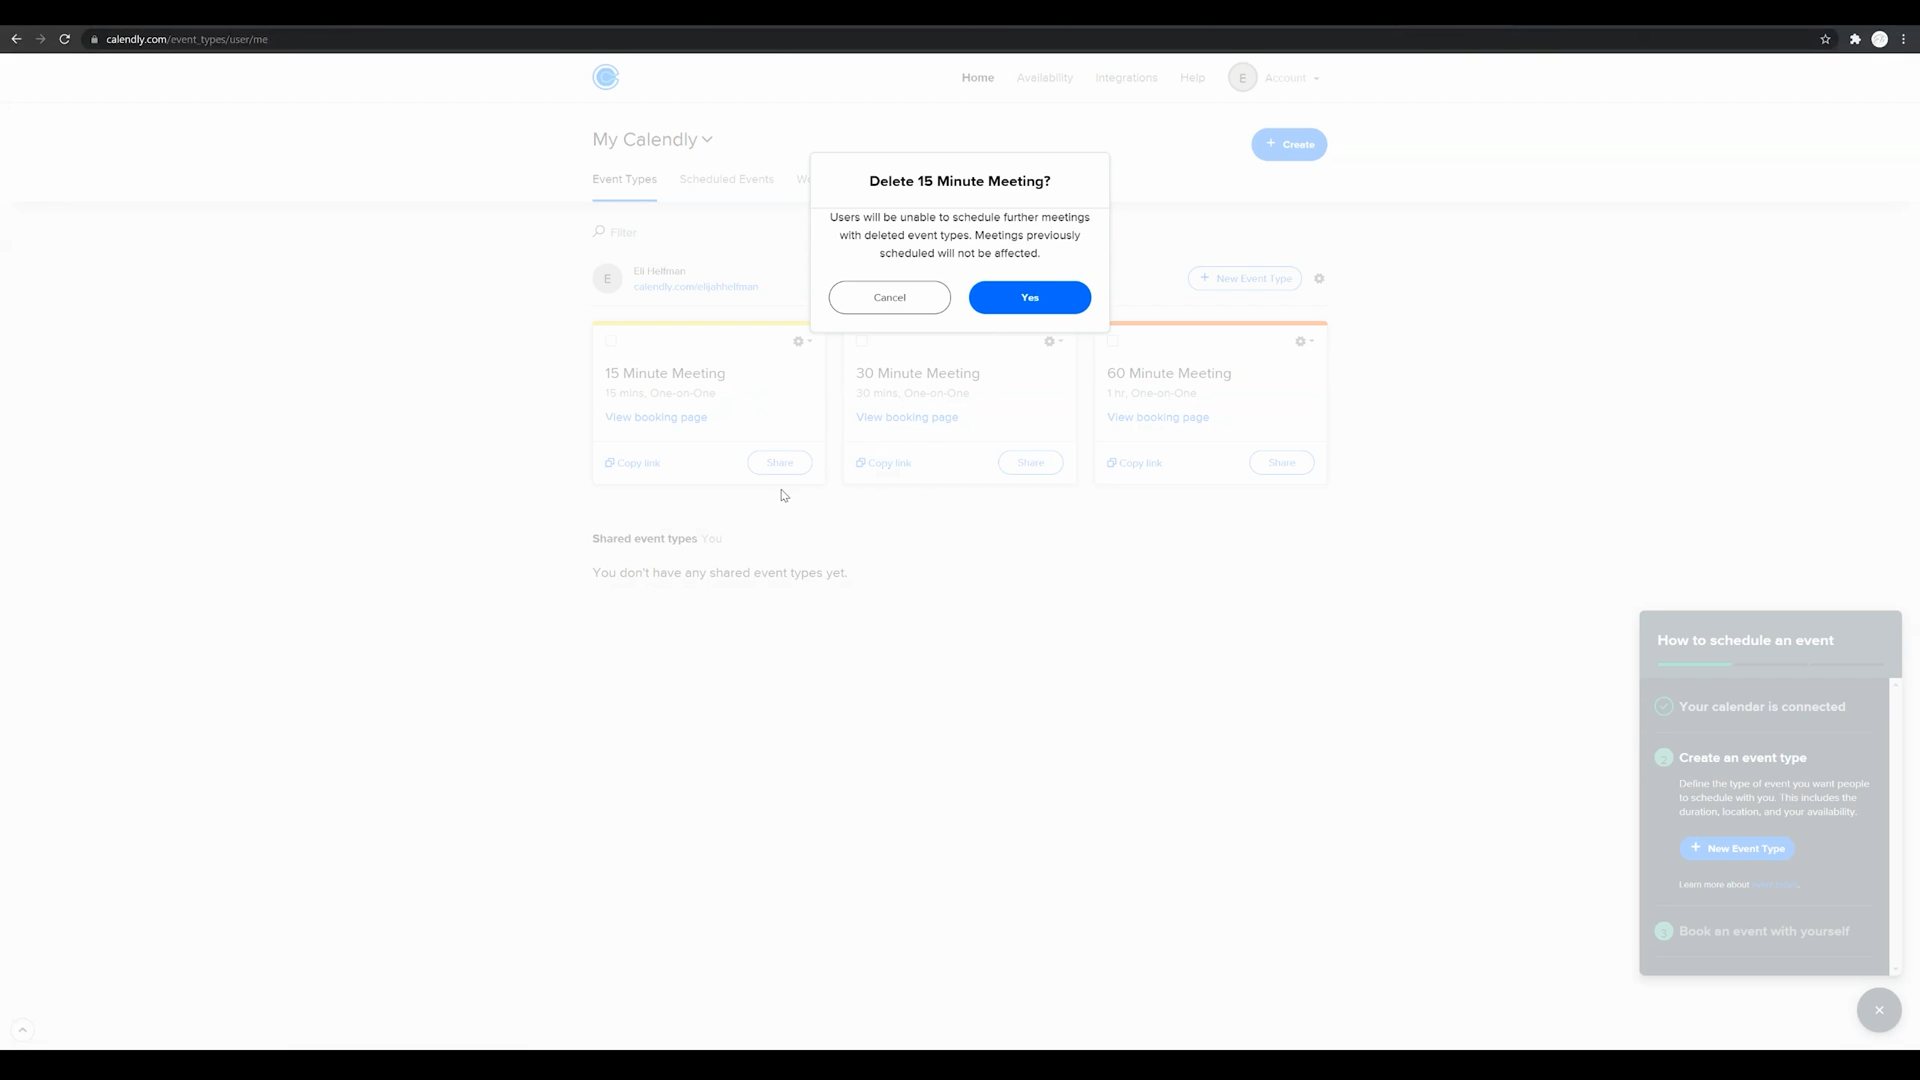 calendly.com/event_types/user/me
Home
Availability
Integrations
Help
E
Account
My Calendly
+ Create
Event Types
Scheduled Events
Delete 15 Minute Meeting?
Users will be unable to schedule further meetings
with deleted event types. Meetings previously
scheduled will not be affected.
Cancel
Yes
Filter
E
Eli Helfman
calendly.com/elijahhelfman
+ New Event Type
15 Minute Meeting
15 mins, One-on-One
View booking page
Copy link
Share
30 Minute Meeting
30 mins, One-on-One
View booking page
Copy link
Share
60 Minute Meeting
1 hr, One-on-One
View booking page
Copy link
Share
Shared event types You
You don't have any shared event types yet.
How to schedule an event
Your calendar is connected
2 Create an event type
Define the type of event you want people
to schedule with you. This includes the
duration, location, and your availability.
+ New Event Type
Learn more about
3 Book an event with yourself